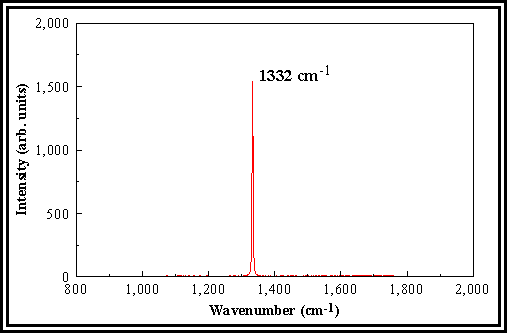 2,000
1332 cm-1
1,500
1,000
500
0
Intensity (arb. units)
800 1,000 1,200 1,400 1,600 1,800 2,000
Wavenumber (cm-1)